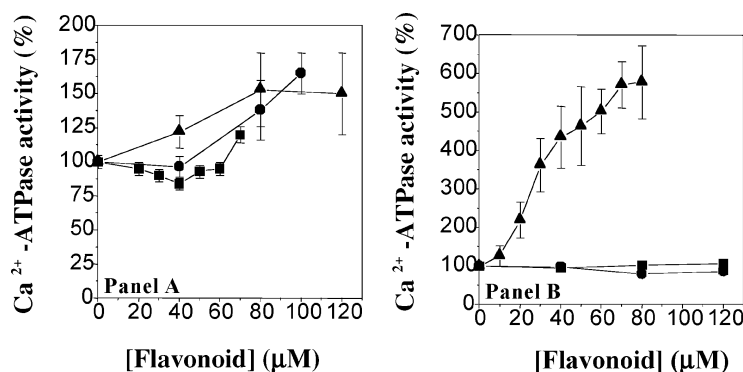 Ca 2+ -ATPase activity (%)
200
175
150
125
100
75
50
25
0
Panel A
0 20 40 60 80 100 120
[Flavonoid] (μM)
Ca 2+ -ATPase activity (%)
700
600
500
400
300
200
100
0
Panel B
0 20 40 60 80 100 120
[Flavonoid] (μM)